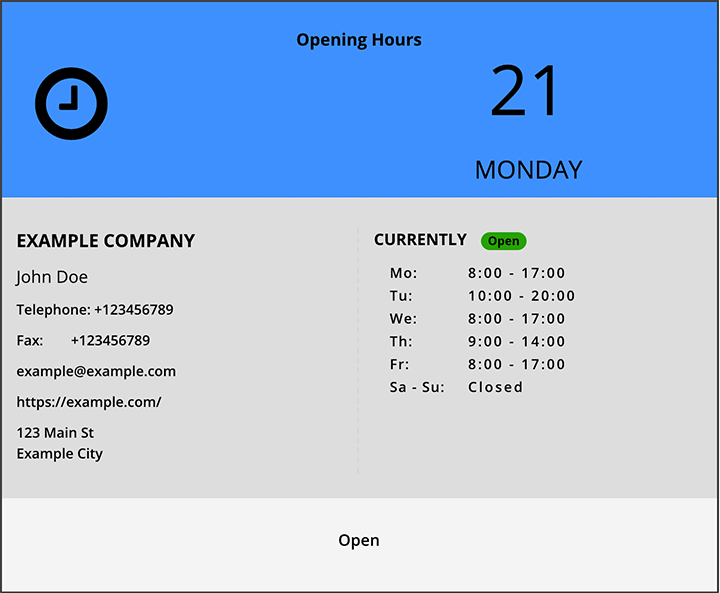 Opening Hours
21
MONDAY
EXAMPLE COMPANY
John Doe
Telephone: +123456789
Fax: +123456789
example@example.com
https://example.com/
123 Main St
Example City
CURRENTLY Open
Mo: 8:00 - 17:00
Tu: 10:00 - 20:00
We: 8:00 - 17:00
Th: 9:00 - 14:00
Fr: 8:00 - 17:00
Sa - Su: Closed
Open